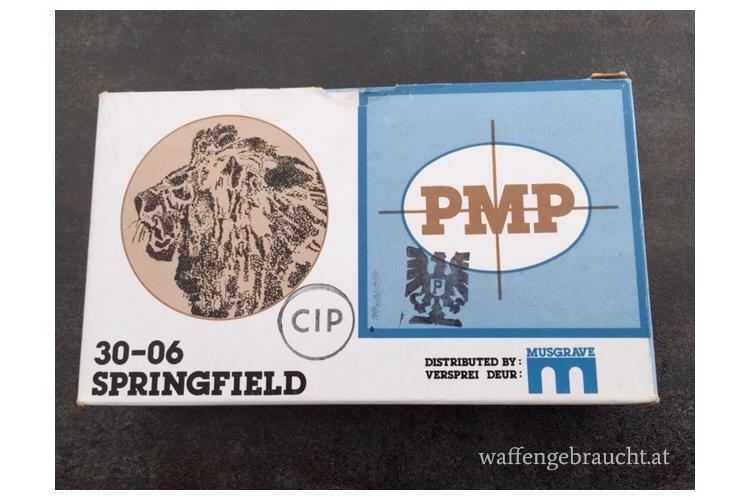 PMP
CIP
P
30-06
SPRINGFIELD
DISTRIBUTED BY:
VERSPREI DEUR:
MUSGRAVE
m
waffengebraucht.at